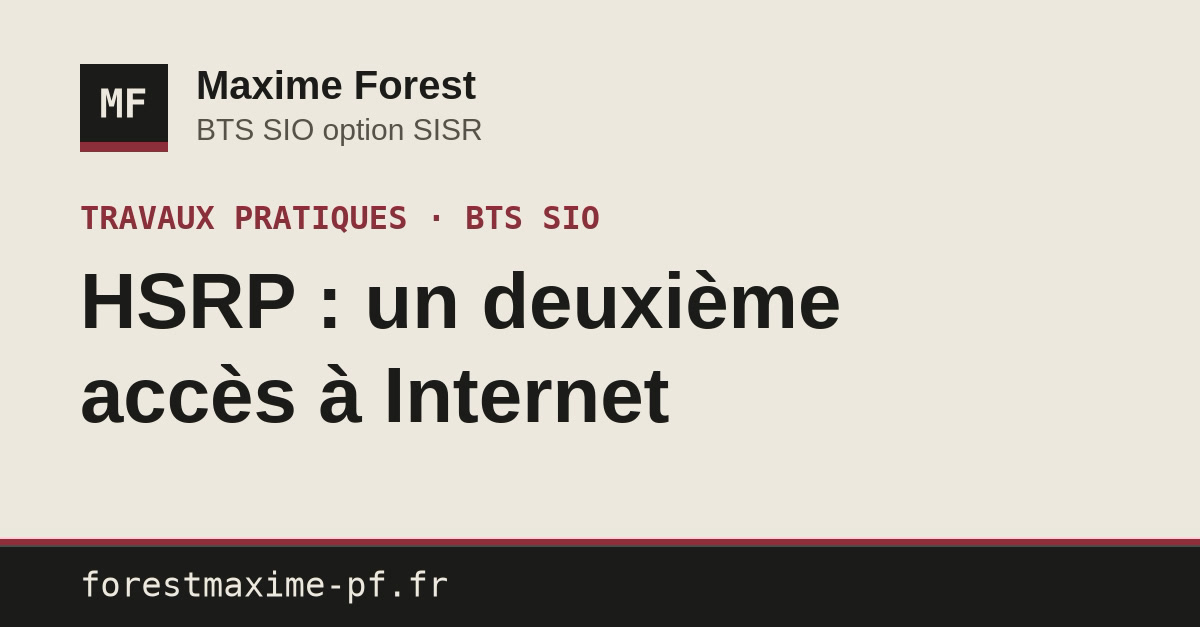 MF
Maxime Forest
BTS SIO option SISR
TRAVAUX PRATIQUES · BTS SIO
HSRP : un deuxième
accès à Internet
forestmaxime-pf.fr